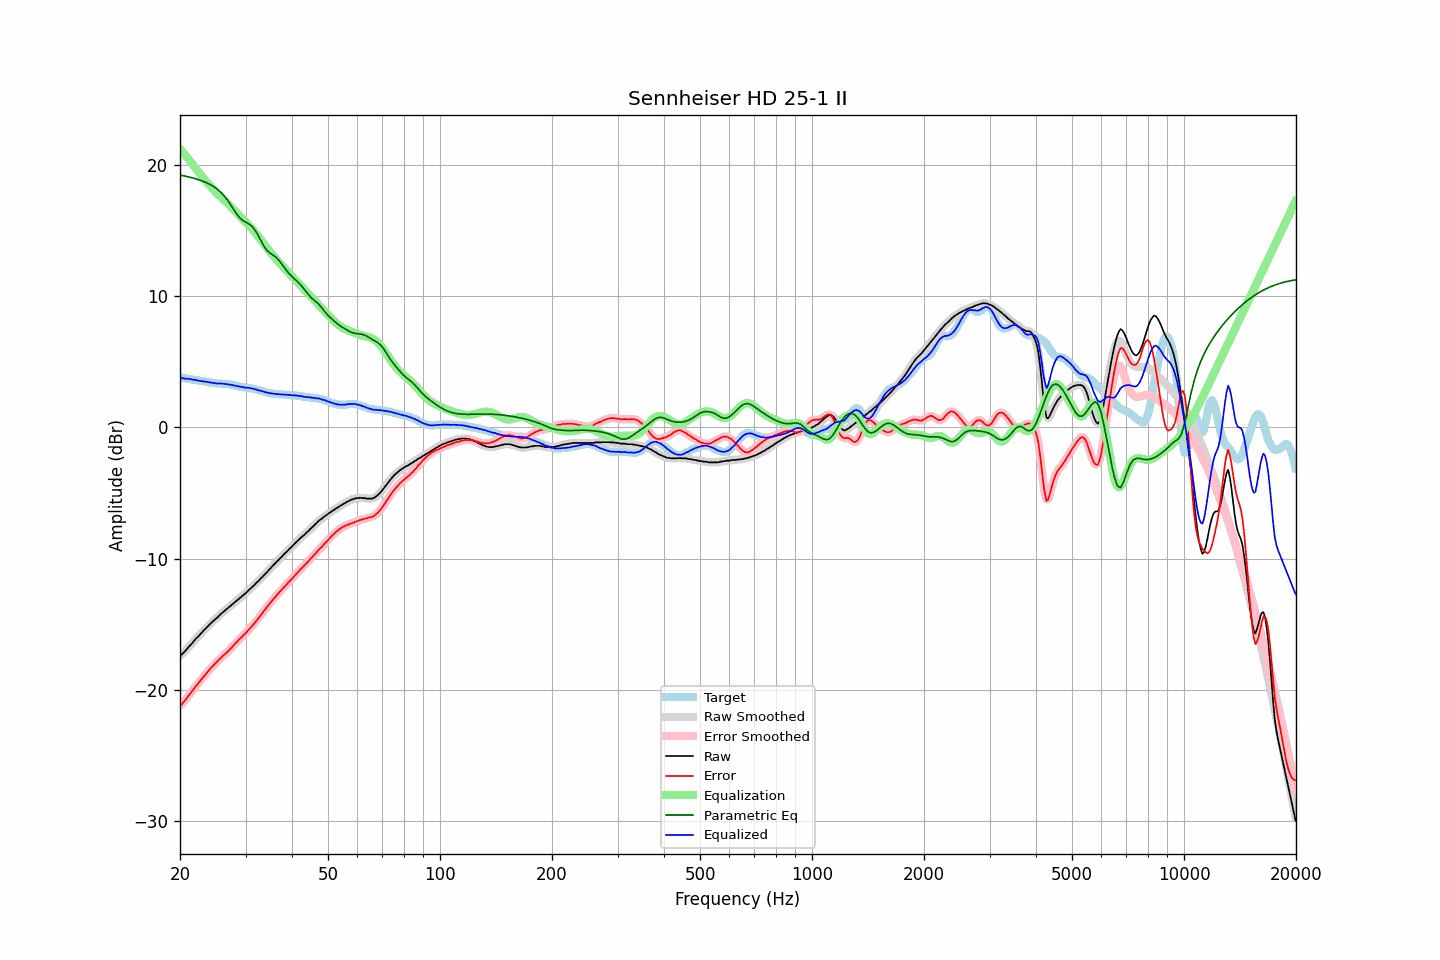 Sennheiser HD 25-1 II
Amplitude (dBr)
20
10
0
−10
−20
−30
Target
Raw Smoothed
Error Smoothed
Raw
Error
Equalization
Parametric Eq
Equalized
20 50 100 200 500 1000 2000 5000 10000 20000
Frequency (Hz)